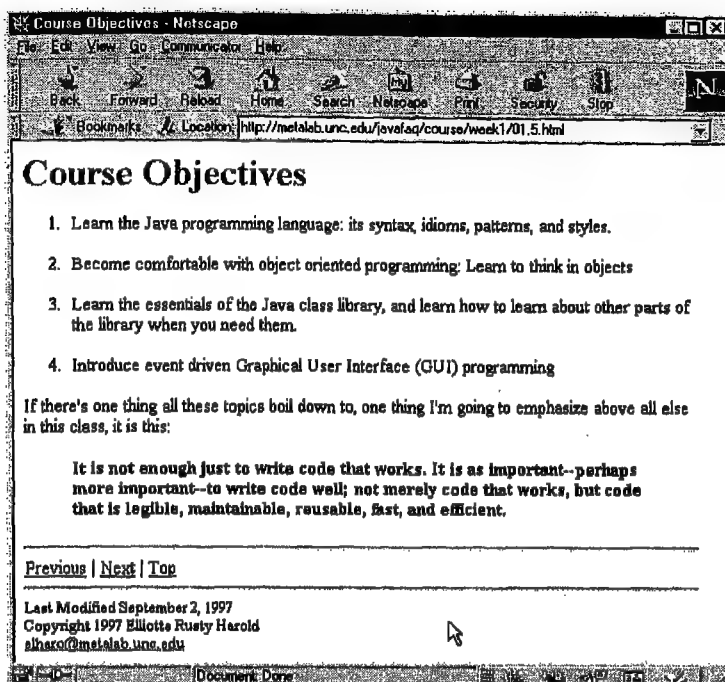 Course Objectives - Netscape
File Edit View Go Communicator Help
Back Forward Reload Home Search Netscape Print Security Stop
N
Bookmarks Location: http://metalab.unc.edu/javafaq/course/week1/01.5.html
Course Objectives
1. Learn the Java programming language: its syntax, idioms, patterns, and styles.
2. Become comfortable with object oriented programming: Learn to think in objects
3. Learn the essentials of the Java class library, and learn how to learn about other parts of
the library when you need them.
4. Introduce event driven Graphical User Interface (GUI) programming
If there's one thing all these topics boil down to, one thing I'm going to emphasize above all else
in this class, it is this:
It is not enough just to write code that works. It is as important--perhaps
more important--to write code well; not merely code that works, but code
that is legible, maintainable, reusable, fast, and efficient.
Previous | Next | Top
Last Modified September 2, 1997
Copyright 1997 Elliotte Rusty Harold
elharo@metalab.unc.edu
Document: Done